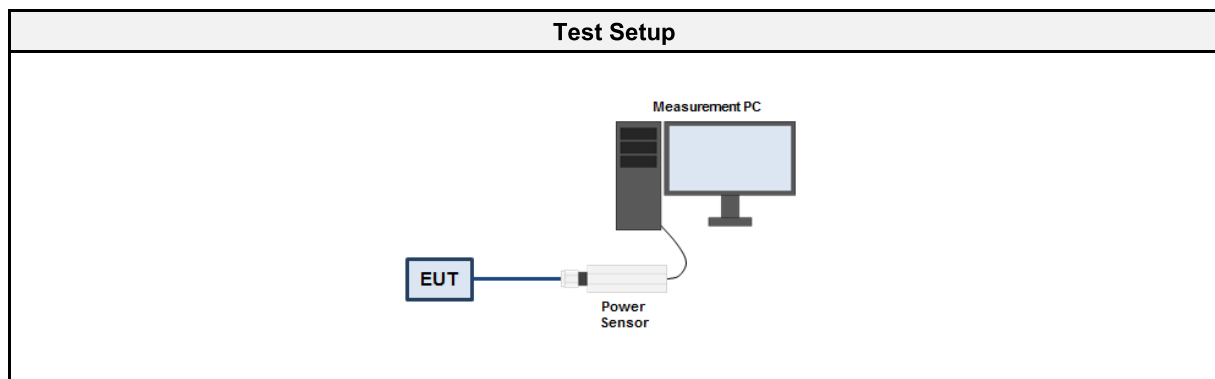 Test Setup
Measurement PC
EUT
Power
Sensor